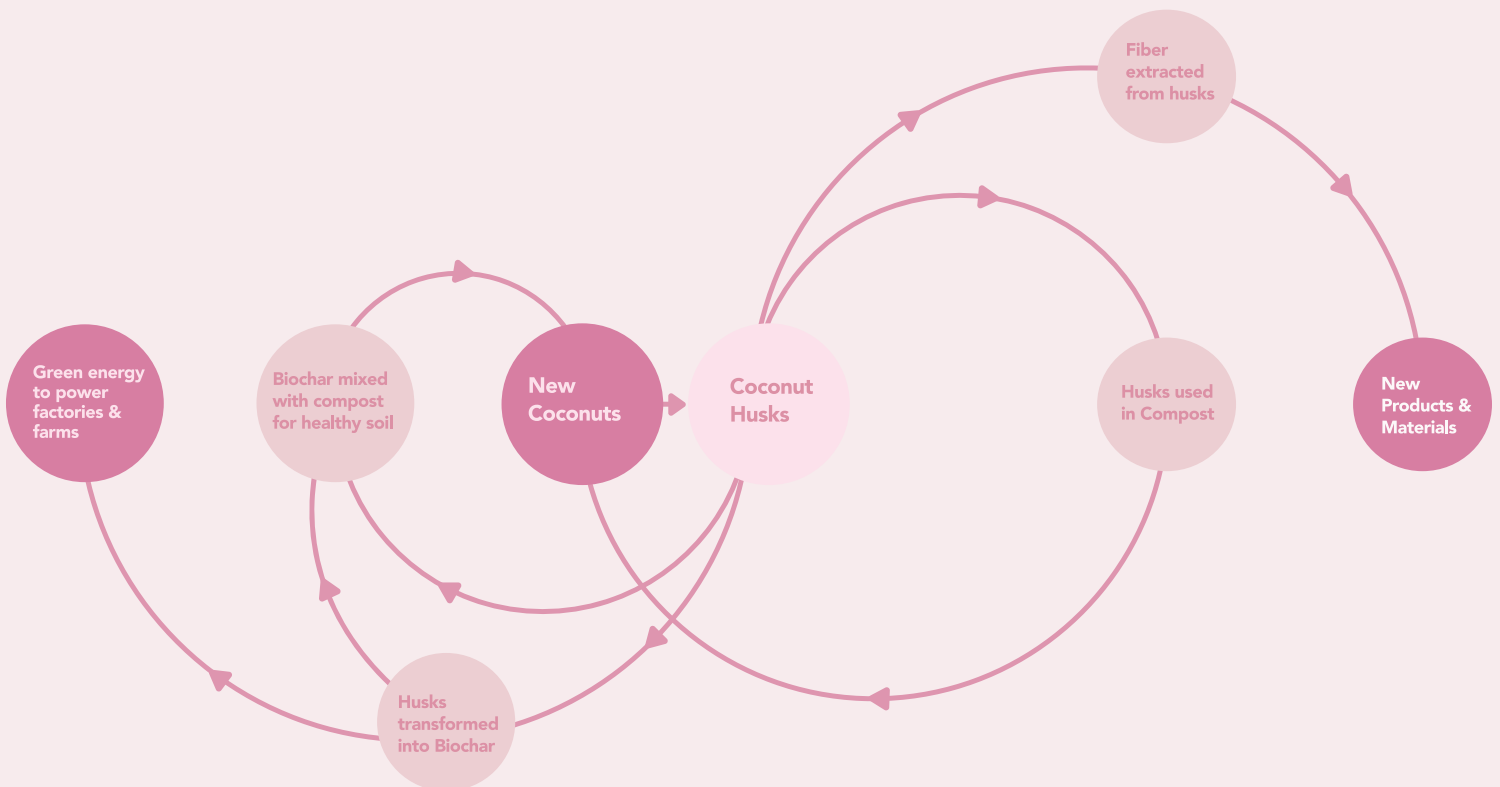 Fiber
extracted
from husks
Green energy
to power
factories &
farms
Biochar mixed
with compost
for healthy soil
New
Coconuts
Coconut
Husks
Husks used
in Compost
New
Products &
Materials
Husks
transformed
into Biochar